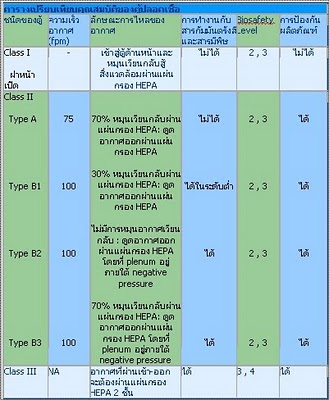 ตารางเปรียบเทียบคุณสมบัติของตู้ปลอดเชื้อ
ชนิดของตู้
ความเร็ว
อากาศ
(fpm)
ลักษณะการไหลของ
อากาศ
การทำงานกับ
สารกัมมันตรังสี
และสารมีพิษ
Biosafety
Level
การป้องกัน
ผลิตภัณฑ์
Class I
ฝาหน้า
เปิด
-
เข้าสู่ตู้ด้านหน้าและ
หมุนเวียนกลับสู่
สิ่งแวดล้อมผ่านแผ่น
กรอง HEPA
ไม่ได้
2 , 3
ไม่ได้
Class II
Type A
75
70% หมุนเวียนกลับผ่าน
แผ่นกรอง HEPA: ดูด
อากาศออกผ่านแผ่น
กรอง HEPA
ไม่ได้
2 , 3
ได้
Type B1
100
30% หมุนเวียนกลับผ่าน
แผ่นกรอง HEPA: ดูด
อากาศออกผ่านแผ่น
กรอง HEPA
ได้ในระดับต่ำ
2 , 3
ได้
Type B2
100
ไม่มีการหมุนอากาศเวียน
กลับ : ดูดอากาศออก
ผ่านแผ่นกรอง HEPA
โดยที่ plenum อยู่
ภายใต้ negative
pressure
ได้
2 , 3
ได้
Type B3
100
70% หมุนเวียนกลับผ่าน
แผ่นกรอง HEPA: ดูด
อากาศออกผ่านแผ่น
กรอง HEPA โดยที่
plenum อยู่ภายใต้
negative pressure
ได้
2 , 3
ได้
Class III
NA
อากาศที่ผ่านเข้า-ออก
จะต้องผ่านแผ่นกรอง
HEPA 2 ชั้น
ได้
3 , 4
ได้